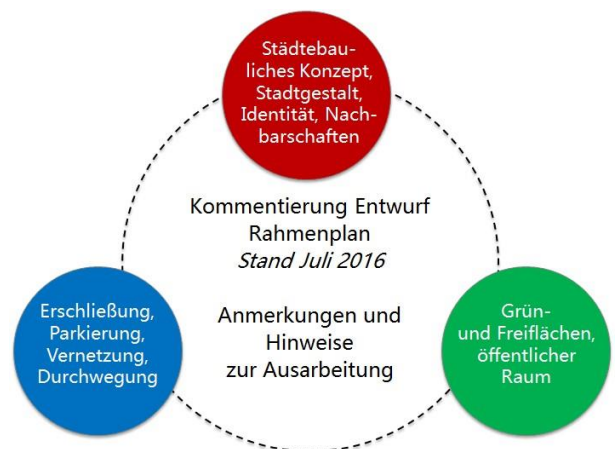 Städtebau-
liches Konzept,
Stadtgestalt,
Identität, Nach-
barschaften
Kommentierung Entwurf
Rahmenplan
Stand Juli 2016
Erschließung,
Parkierung,
Vernetzung,
Durchwegung
Anmerkungen und
Hinweise
zur Ausarbeitung
Grün-
und Freiflächen,
öffentlicher
Raum